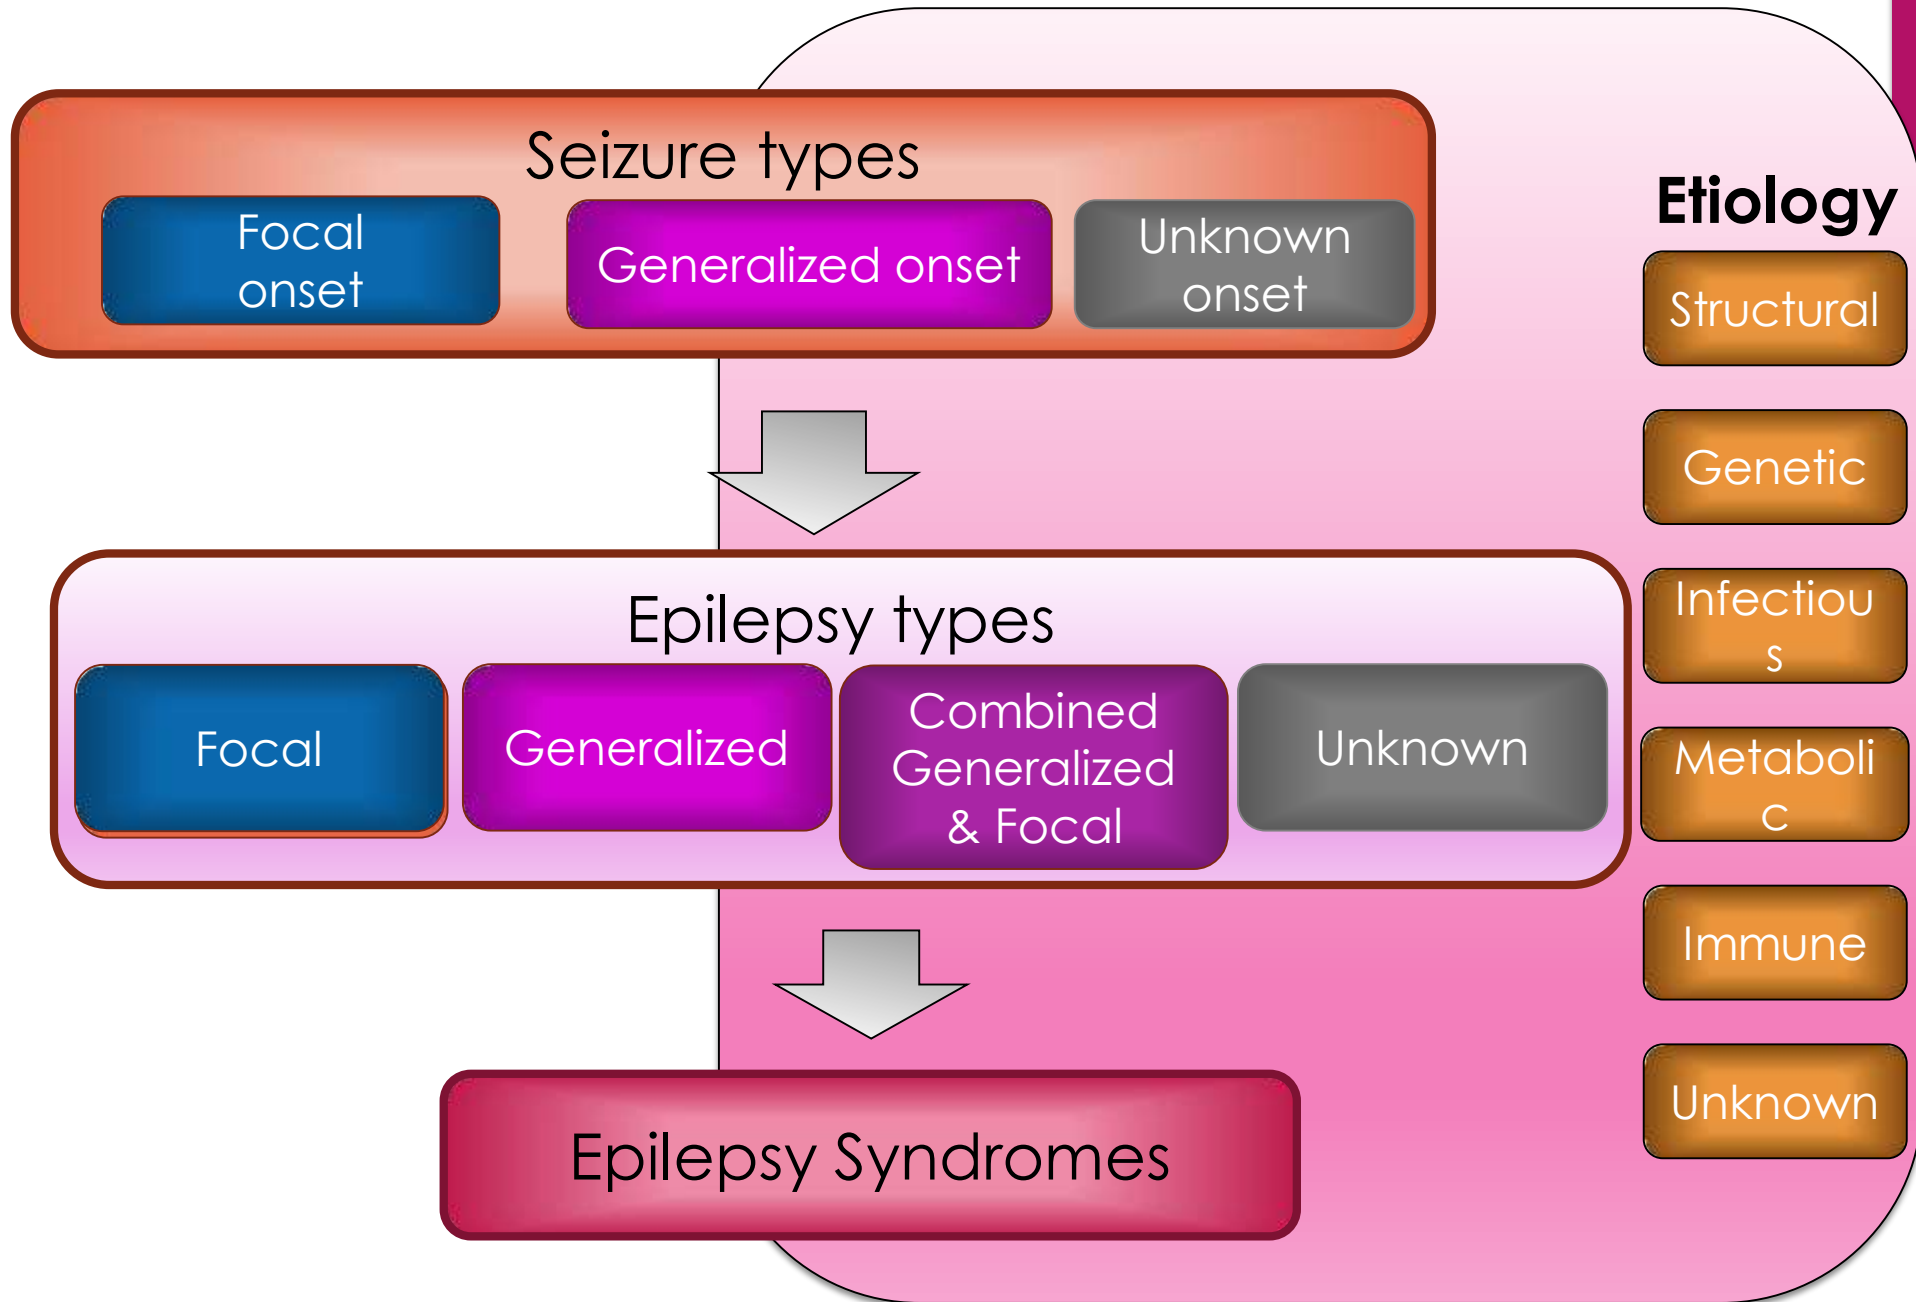 Seizure types
Focal
onset
Generalized onset
Unknown
onset
Epilepsy types
Focal
Generalized
Combined
Generalized
& Focal
Unknown
Epilepsy Syndromes
Etiology
Structural
Genetic
Infectiou
s
Metaboli
c
Immune
Unknown